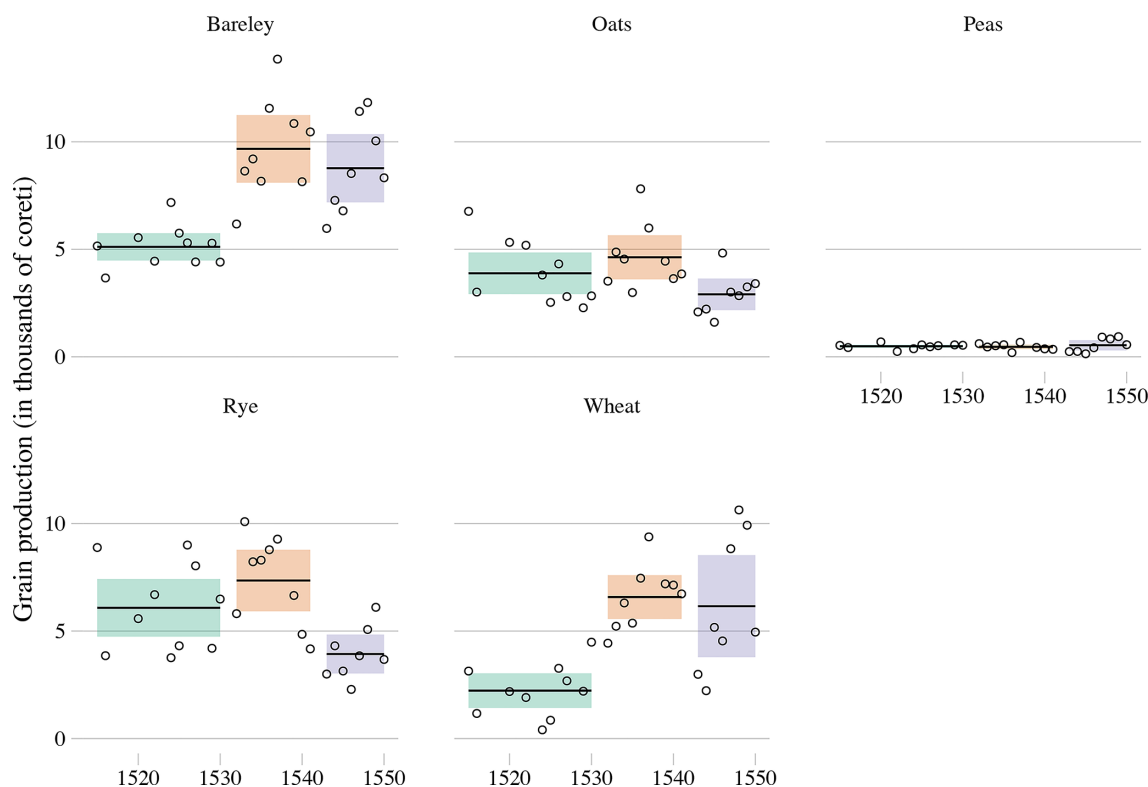 Bareley Oats Peas
Grain production (in thousands of coreti)
10
5
0
1520 1530 1540 1550
Rye Wheat
10
5
0
1520 1530 1540 1550 1520 1530 1540 1550